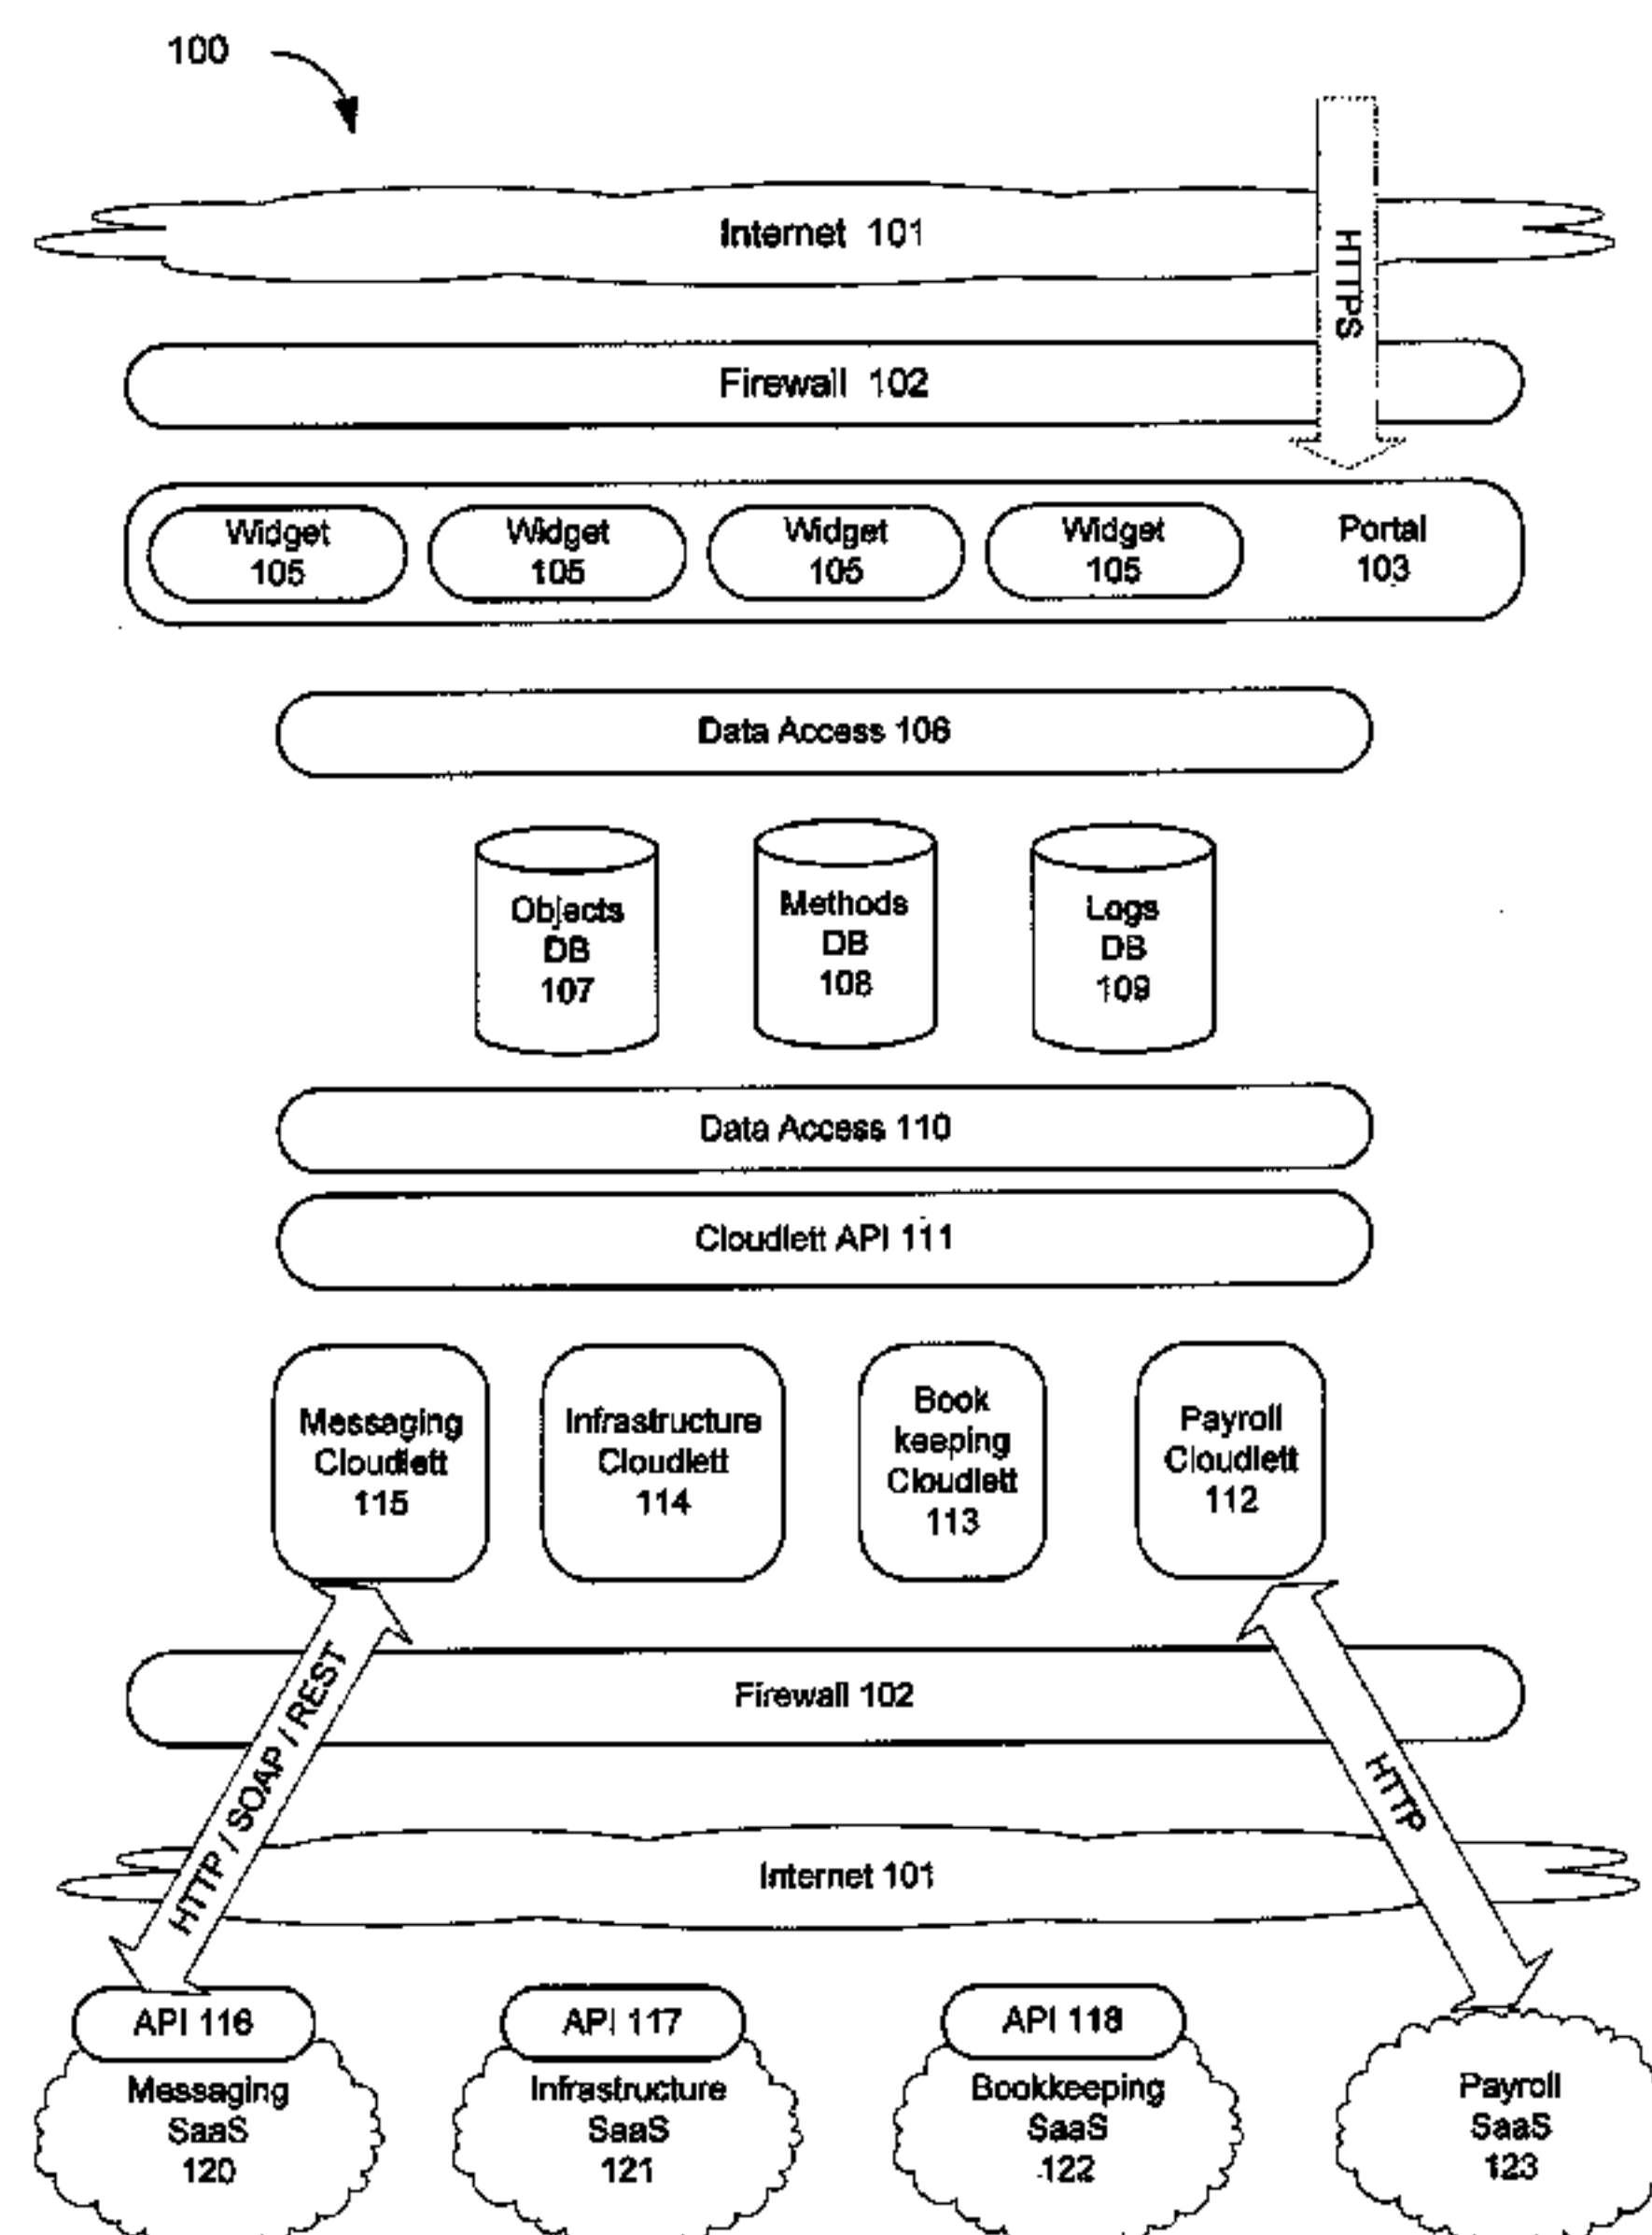 100
Internet 101
HTTPS
Firewall 102
Widget
105
Widget
105
Widget
105
Widget
105
Portal
103
Data Access 106
Objects
DB
107
Methods
DB
108
Logs
DB
109
Data Access 110
Cloudlett API 111
Messaging
Cloudlett
115
Infrastructure
Cloudlett
114
Book
keeping
Cloudlett
113
Payroll
Cloudlett
112
HTTP / SOAP / REST
Firewall 102
HTTP
Internet 101
API 116
Messaging
SaaS
120
API 117
Infrastructure
SaaS
121
API 118
Bookkeeping
SaaS
122
Payroll
SaaS
123